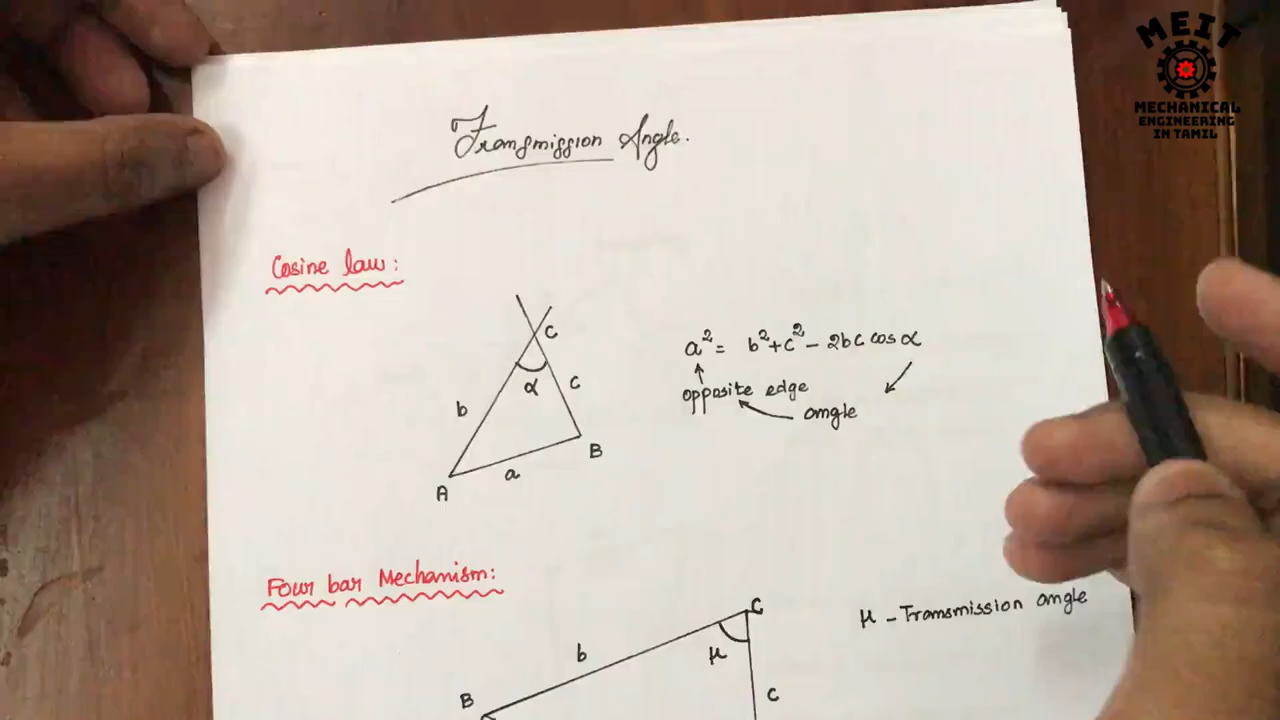 MEIT
MECHANICAL
ENGINEERING
IN TAMIL
Transmission Angle.
Cosine law:
C
α
c
b
a
B
A
a² = b² + c² - 2bc cos α
opposite edge
angle
Four bar Mechanism:
C
μ - Transmission angle
b
μ
c
B